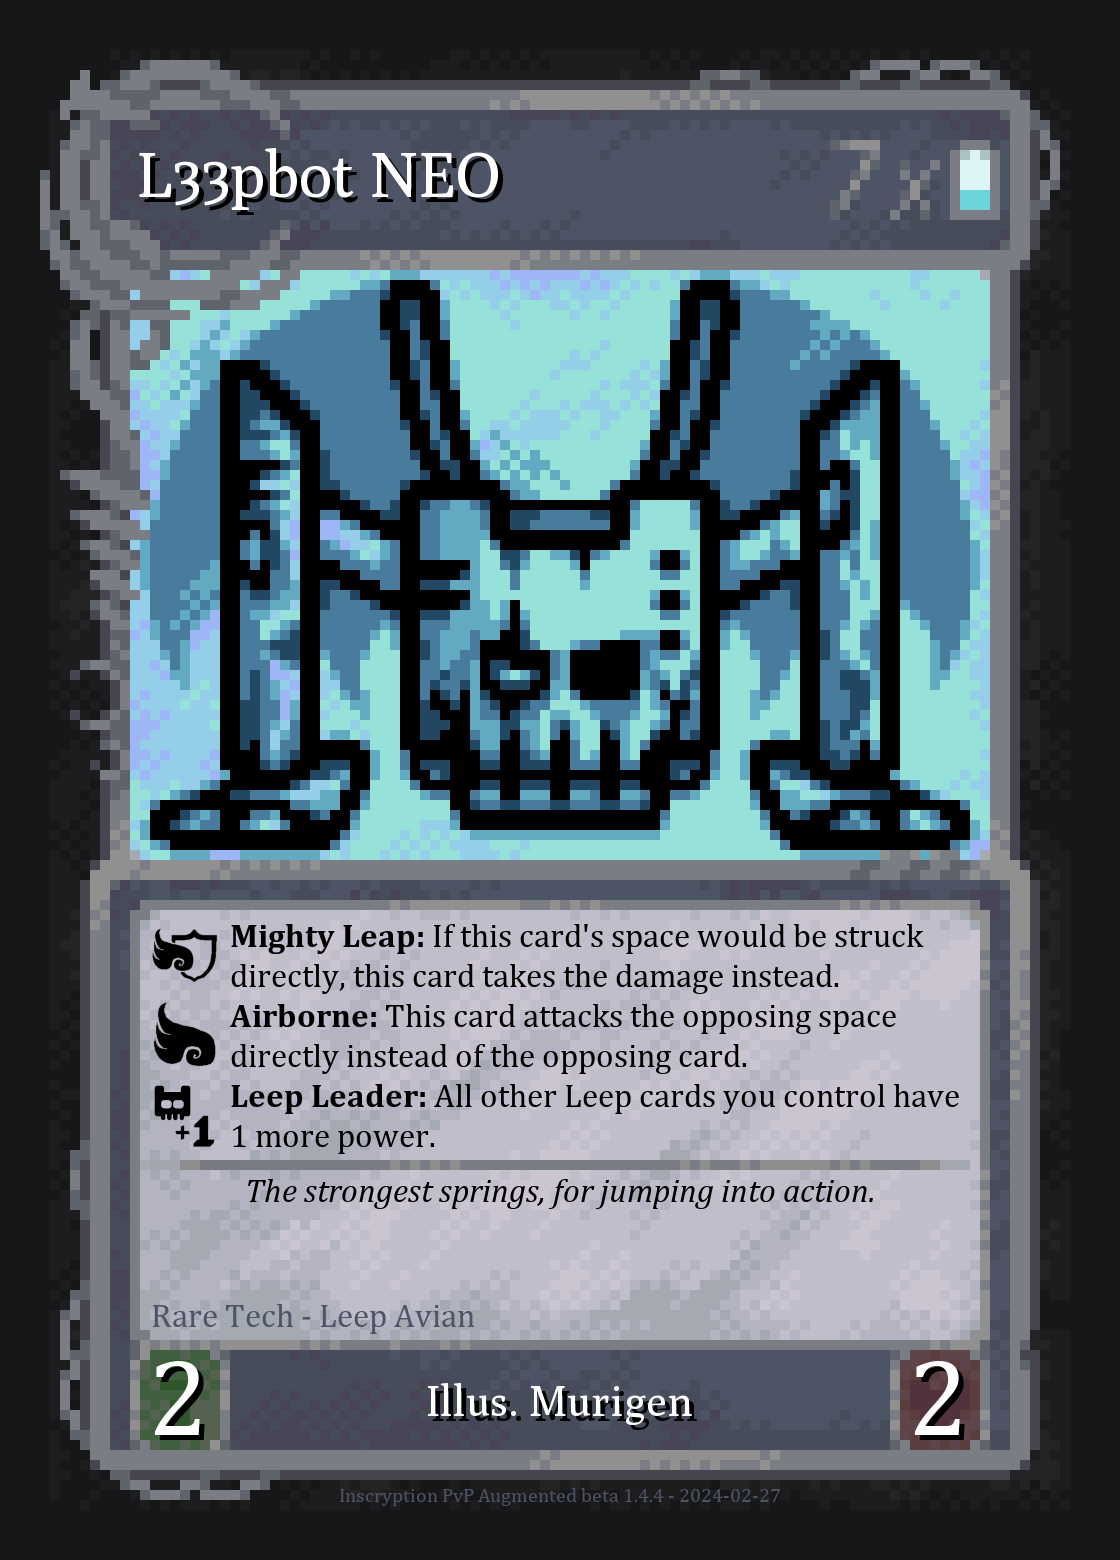 L33pbot NEO
7x
Mighty Leap: If this card's space would be struck
directly, this card takes the damage instead.
Airborne: This card attacks the opposing space
directly instead of the opposing card.
+1
Leep Leader: All other Leep cards you control have
1 more power.
The strongest springs, for jumping into action.
Rare Tech - Leep Avian
2
Illus. Murigen
2
Inscryption PvP Augmented beta 1.4.4 - 2024-02-27